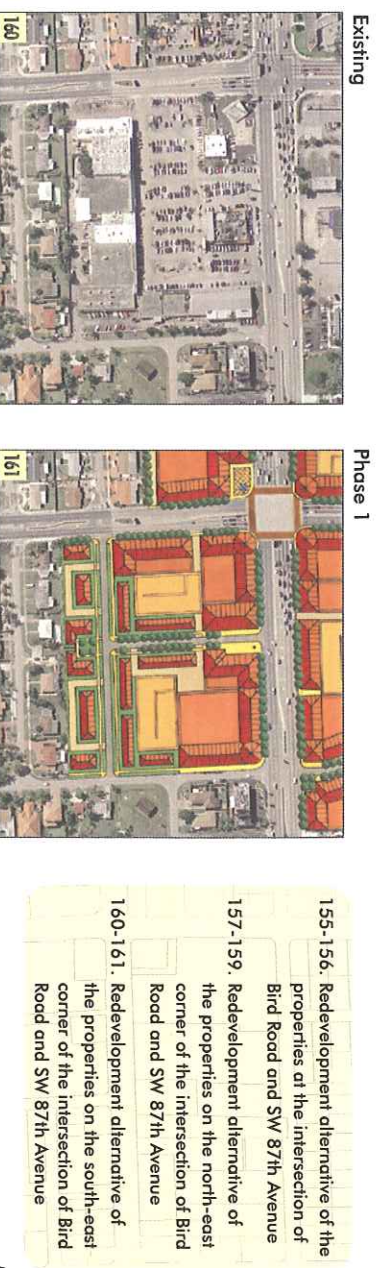 Existing
160
Phase 1
161
155-156. Redevelopment alternative of the
properties at the intersection of
Bird Road and SW 87th Avenue
157-159. Redevelopment alternative of
the properties on the north-east
corner of the intersection of Bird
Road and SW 87th Avenue
160-161. Redevelopment alternative of
the properties on the south-east
corner of the intersection of Bird
Road and SW 87th Avenue